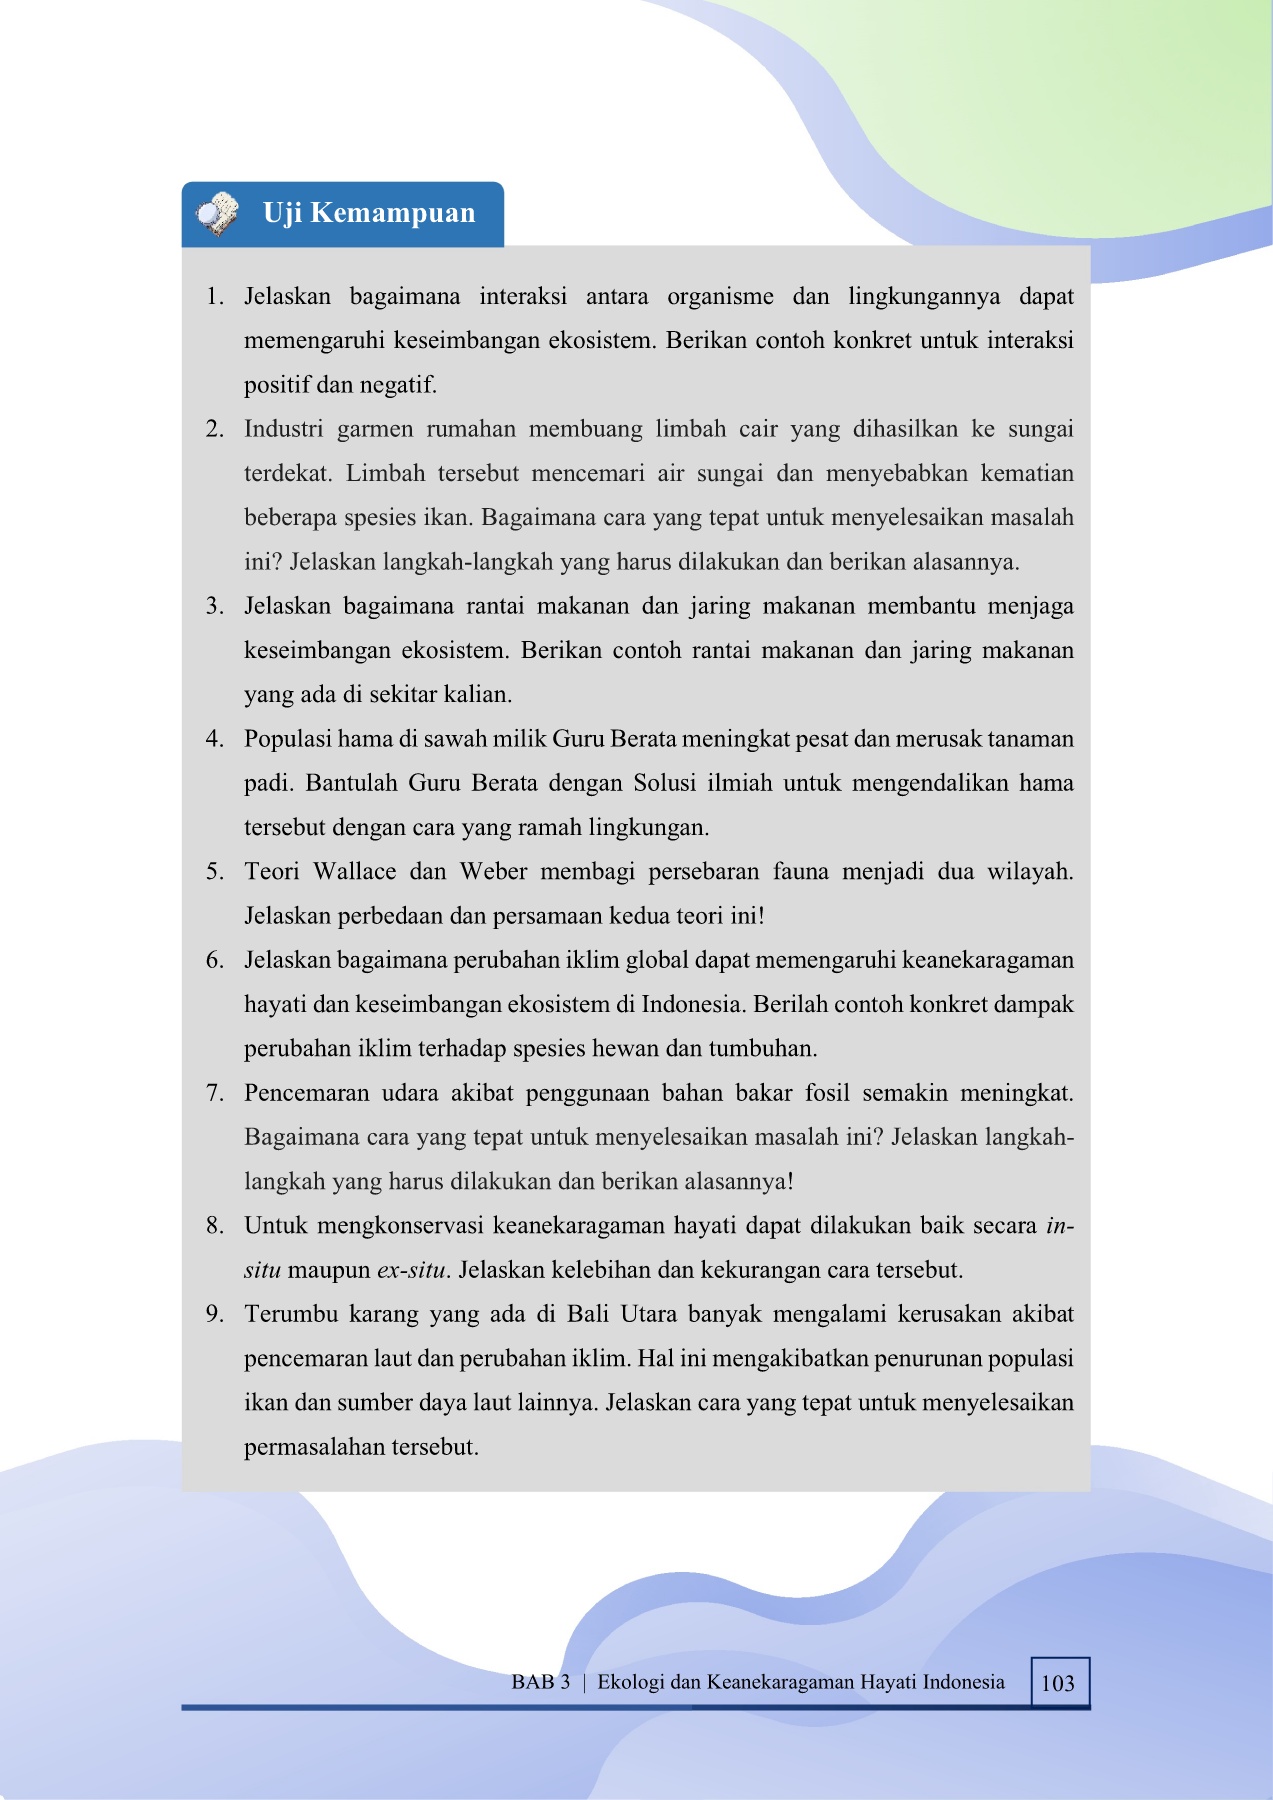 Uji Kemampuan
1. Jelaskan bagaimana interaksi antara organisme dan lingkungannya dapat
memengaruhi keseimbangan ekosistem. Berikan contoh konkret untuk interaksi
positif dan negatif.
2. Industri garmen rumahan membuang limbah cair yang dihasilkan ke sungai
terdekat. Limbah tersebut mencemari air sungai dan menyebabkan kematian
beberapa spesies ikan. Bagaimana cara yang tepat untuk menyelesaikan masalah
ini? Jelaskan langkah-langkah yang harus dilakukan dan berikan alasannya.
3. Jelaskan bagaimana rantai makanan dan jaring makanan membantu menjaga
keseimbangan ekosistem. Berikan contoh rantai makanan dan jaring makanan
yang ada di sekitar kalian.
4. Populasi hama di sawah milik Guru Berata meningkat pesat dan merusak tanaman
padi. Bantulah Guru Berata dengan Solusi ilmiah untuk mengendalikan hama
tersebut dengan cara yang ramah lingkungan.
5. Teori Wallace dan Weber membagi persebaran fauna menjadi dua wilayah.
Jelaskan perbedaan dan persamaan kedua teori ini!
6. Jelaskan bagaimana perubahan iklim global dapat memengaruhi keanekaragaman
hayati dan keseimbangan ekosistem di Indonesia. Berilah contoh konkret dampak
perubahan iklim terhadap spesies hewan dan tumbuhan.
7. Pencemaran udara akibat penggunaan bahan bakar fosil semakin meningkat.
Bagaimana cara yang tepat untuk menyelesaikan masalah ini? Jelaskan langkah-
langkah yang harus dilakukan dan berikan alasannya!
8. Untuk mengkonservasi keanekaragaman hayati dapat dilakukan baik secara in-
situ maupun ex-situ. Jelaskan kelebihan dan kekurangan cara tersebut.
9. Terumbu karang yang ada di Bali Utara banyak mengalami kerusakan akibat
pencemaran laut dan perubahan iklim. Hal ini mengakibatkan penurunan populasi
ikan dan sumber daya laut lainnya. Jelaskan cara yang tepat untuk menyelesaikan
permasalahan tersebut.
BAB 3 | Ekologi dan Keanekaragaman Hayati Indonesia 103